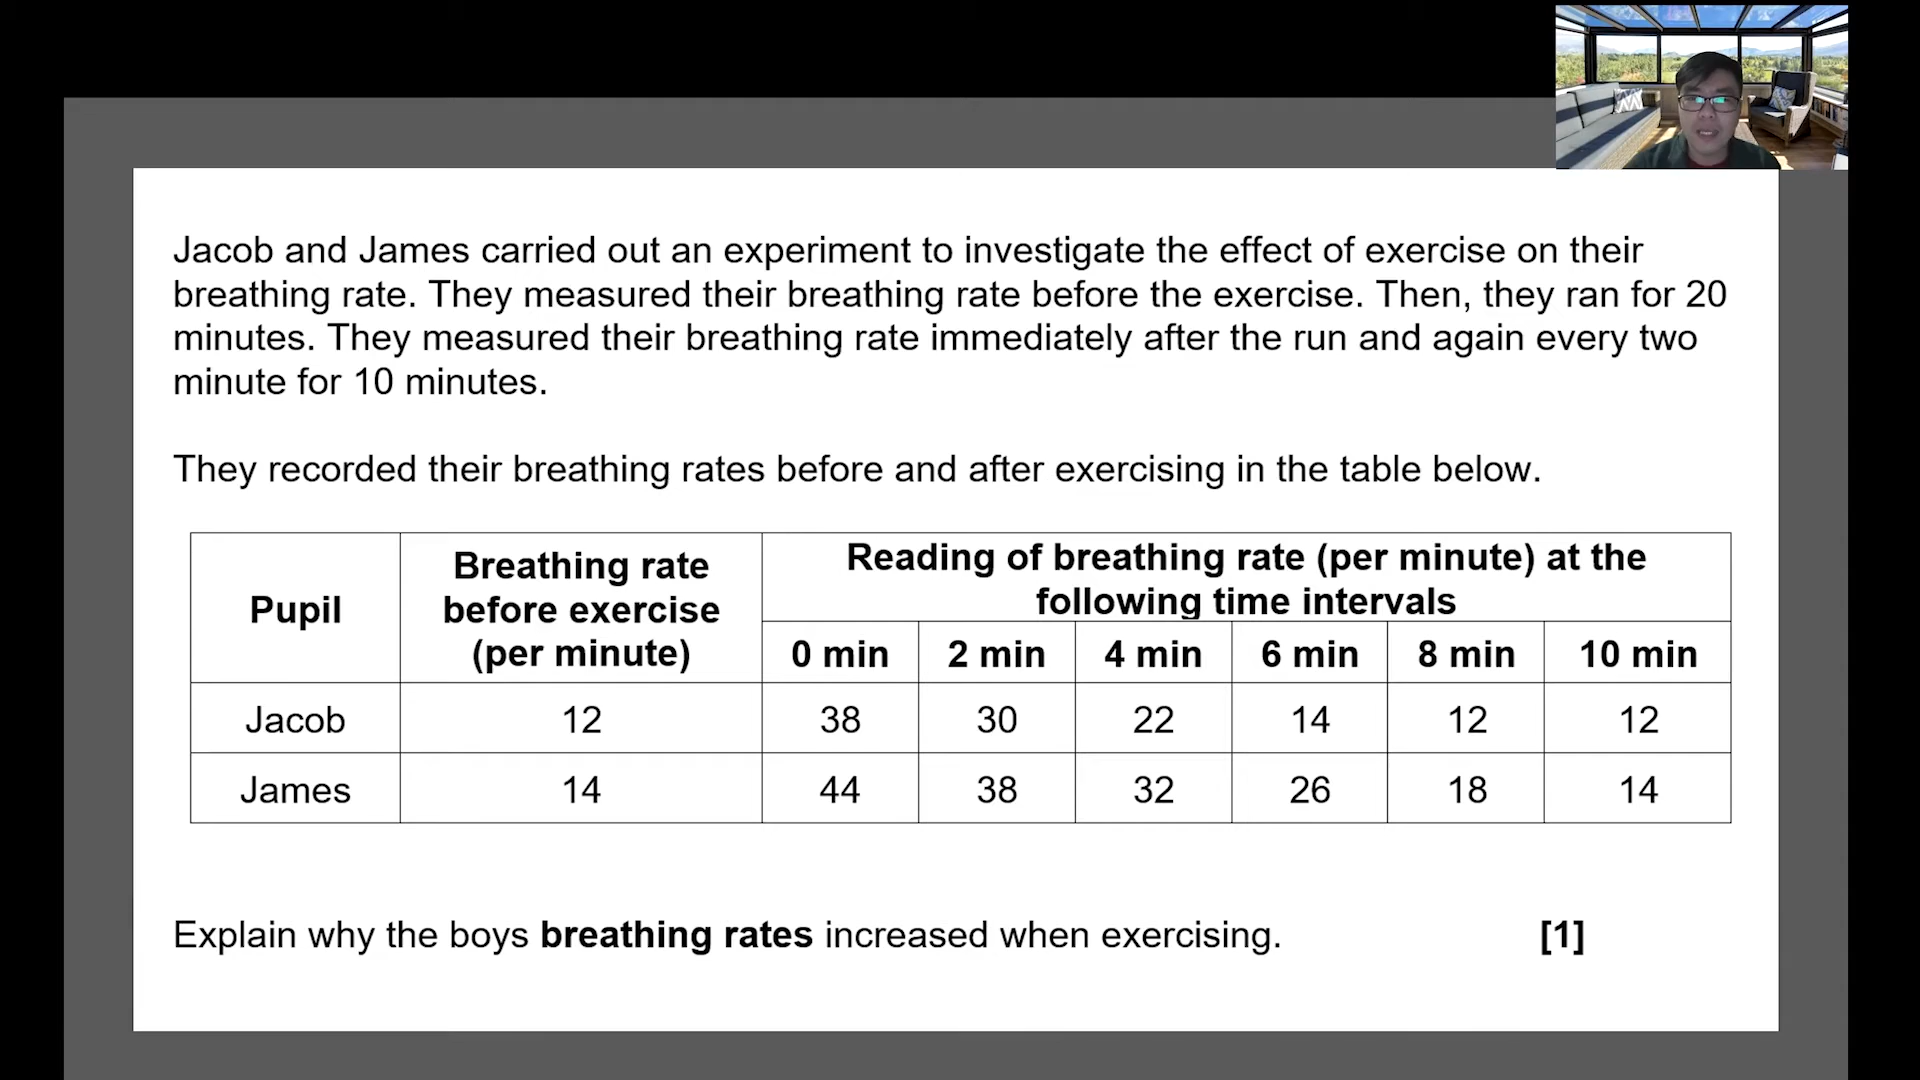 Jacob and James carried out an experiment to investigate the effect of exercise on their
breathing rate. They measured their breathing rate before the exercise. Then, they ran for 20
minutes. They measured their breathing rate immediately after the run and again every two
minute for 10 minutes.
They recorded their breathing rates before and after exercising in the table below.
Pupil
Breathing rate
before exercise
(per minute)
Reading of breathing rate (per minute) at the
following time intervals
0 min 2 min 4 min 6 min 8 min 10 min
Jacob 12 38 30 22 14 12 12
James 14 44 38 32 26 18 14
Explain why the boys breathing rates increased when exercising. [1]